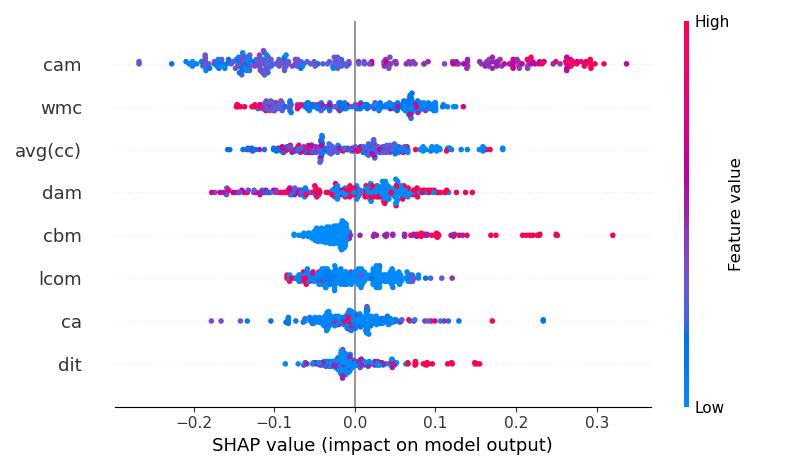 High
cam
wmc
avg(cc)
dam
cbm
lcom
ca
dit
Feature value
Low
−0.2 −0.1 0.0 0.1 0.2 0.3
SHAP value (impact on model output)